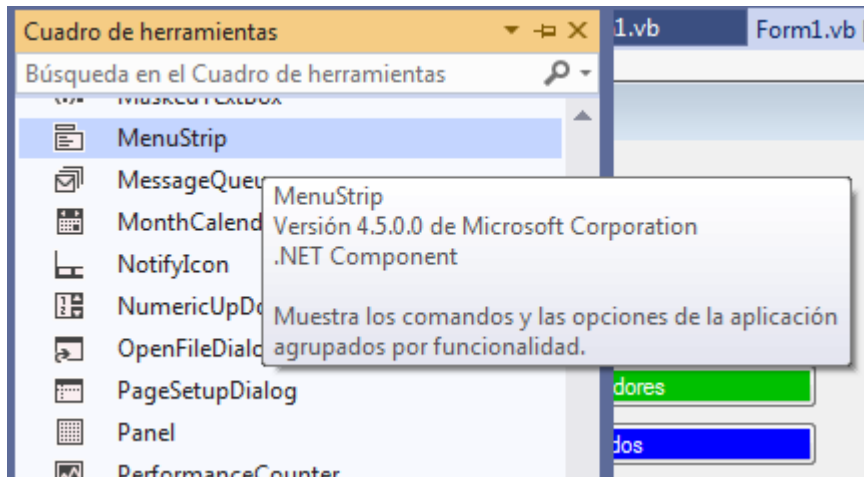 Cuadro de herramientas
1.vb
Form1.vb
Búsqueda en el Cuadro de herramientas
MaskedTextBox
MenuStrip
MessageQueu
MonthCalend
NotifyIcon
NumericUpDo
OpenFileDialo
PageSetupDialog
Panel
PerformanceCounter
MenuStrip
Versión 4.5.0.0 de Microsoft Corporation
.NET Component
Muestra los comandos y las opciones de la aplicación
agrupados por funcionalidad.
dores
dos